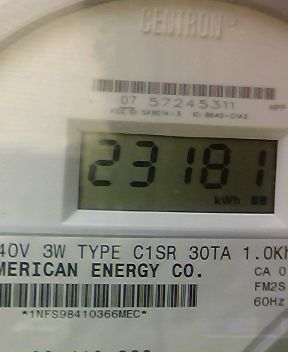 CENTRON
07 57245311
23181
kWh
40V 3W TYPE C1SR 30TA 1.0Kh
MERICAN ENERGY CO.
CA 0
FM2S
60Hz
*1NFS98410366MEC*